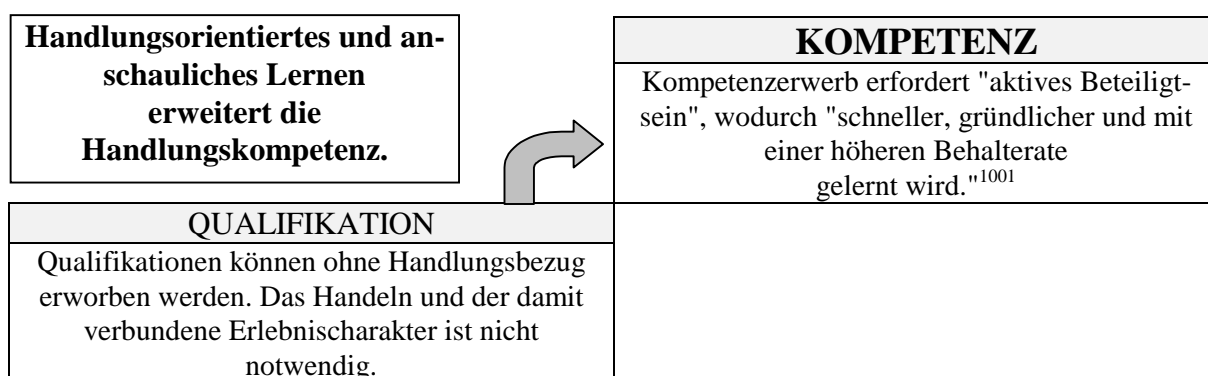 Handlungsorientiertes und an-
schauliches Lernen
erweitert die
Handlungskompetenz.
KOMPETENZ
Kompetenzerwerb erfordert "aktives Beteiligt-
sein", wodurch "schneller, gründlicher und mit
einer höheren Behalterate
gelernt wird."1001
QUALIFIKATION
Qualifikationen können ohne Handlungsbezug
erworben werden. Das Handeln und der damit
verbundene Erlebnischarakter ist nicht
notwendig.